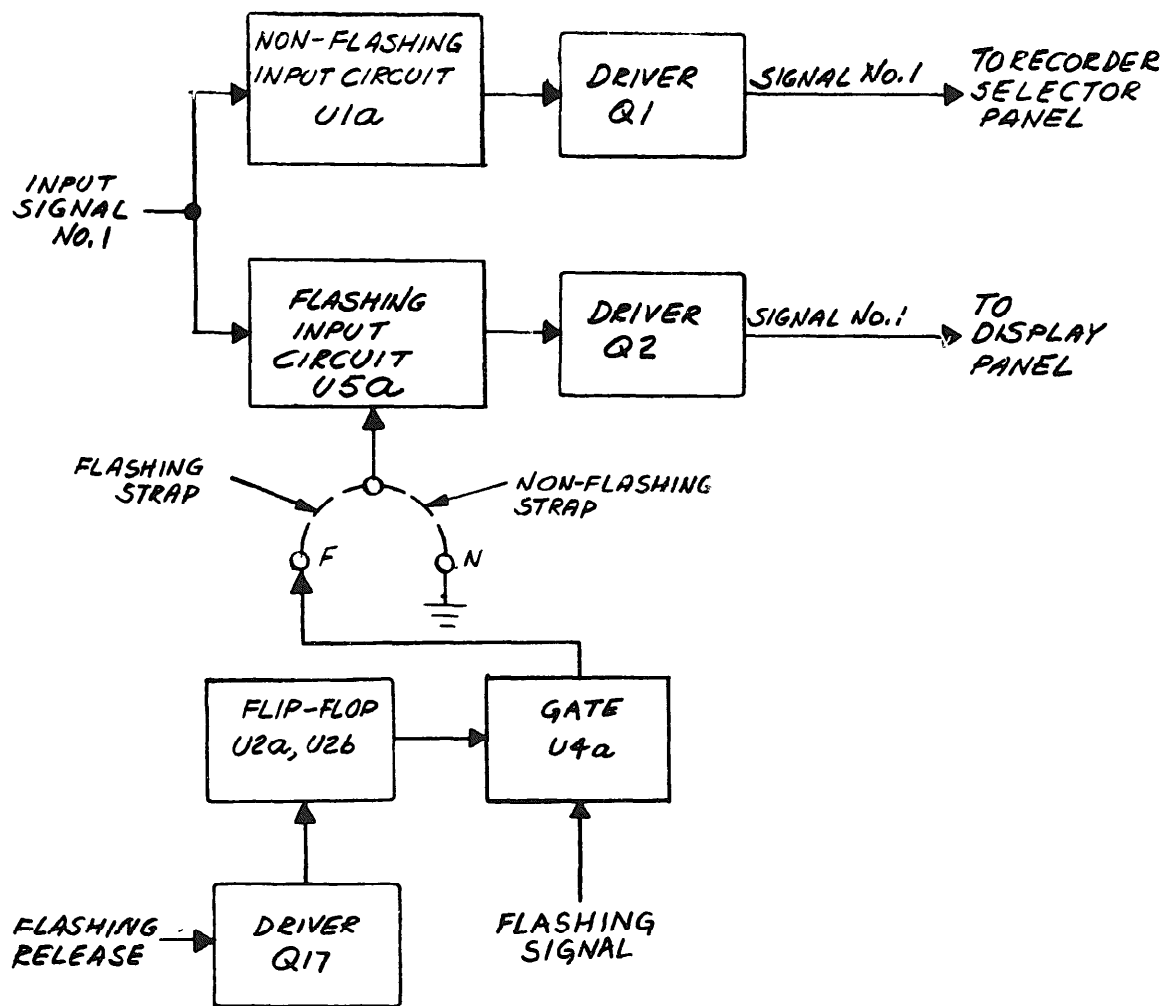 NON-FLASHING
INPUT CIRCUIT
U1a
DRIVER
Q1
SIGNAL No.1
TO RECORDER
SELECTOR
PANEL
INPUT
SIGNAL
NO.1
FLASHING
INPUT
CIRCUIT
U5a
DRIVER
Q2
SIGNAL No.1
TO
DISPLAY
PANEL
FLASHING
STRAP
NON-FLASHING
STRAP
F
N
FLIP-FLOP
U2a, U2b
GATE
U4a
FLASHING
RELEASE
DRIVER
Q17
FLASHING
SIGNAL